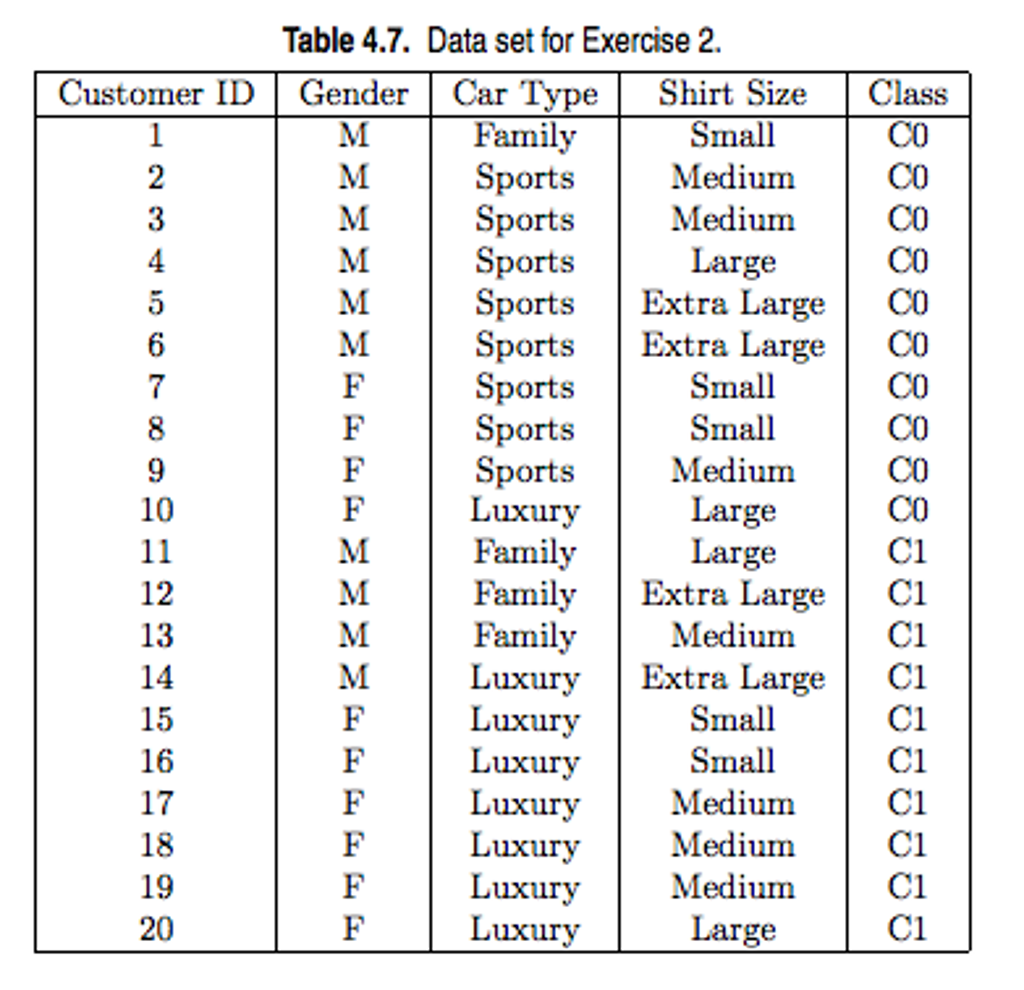 Table 4.7. Data set for Exercise 2.
Customer ID Gender Car Type Shirt Size Class
1 M Family Small C0
2 M Sports Medium C0
3 M Sports Medium C0
4 M Sports Large C0
5 M Sports Extra Large C0
6 M Sports Extra Large C0
7 F Sports Small C0
8 F Sports Small C0
9 F Sports Medium C0
10 F Luxury Large C0
11 M Family Large C1
12 M Family Extra Large C1
13 M Family Medium C1
14 M Luxury Extra Large C1
15 F Luxury Small C1
16 F Luxury Small C1
17 F Luxury Medium C1
18 F Luxury Medium C1
19 F Luxury Medium C1
20 F Luxury Large C1